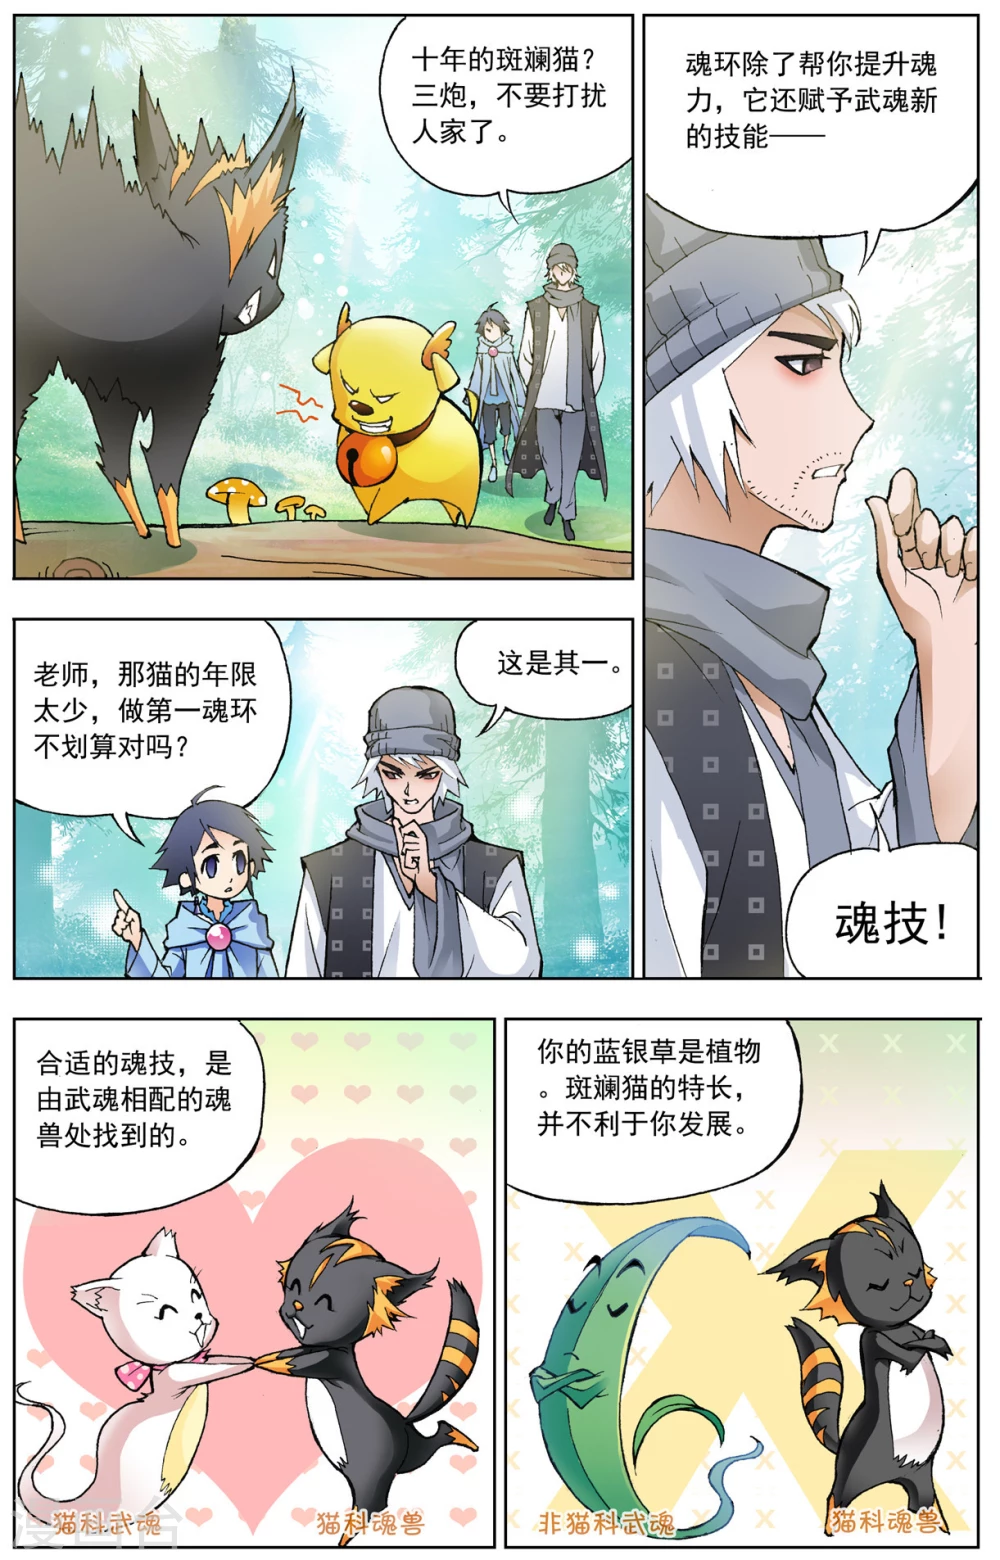 十年的斑斓猫？
三炮，不要打扰
人家了。
老师，那猫的年限
太少，做第一魂环
不划算对吗？
这是其一。
魂环除了帮你提升魂
力，它还赋予武魂新
的技能——
魂技！
合适的魂技，是
由武魂相配的魂
兽处找到的。
猫科武魂
猫科魂兽
你的蓝银草是植物
。斑斓猫的特长，
并不利于你发展。
非猫科武魂
猫科魂兽